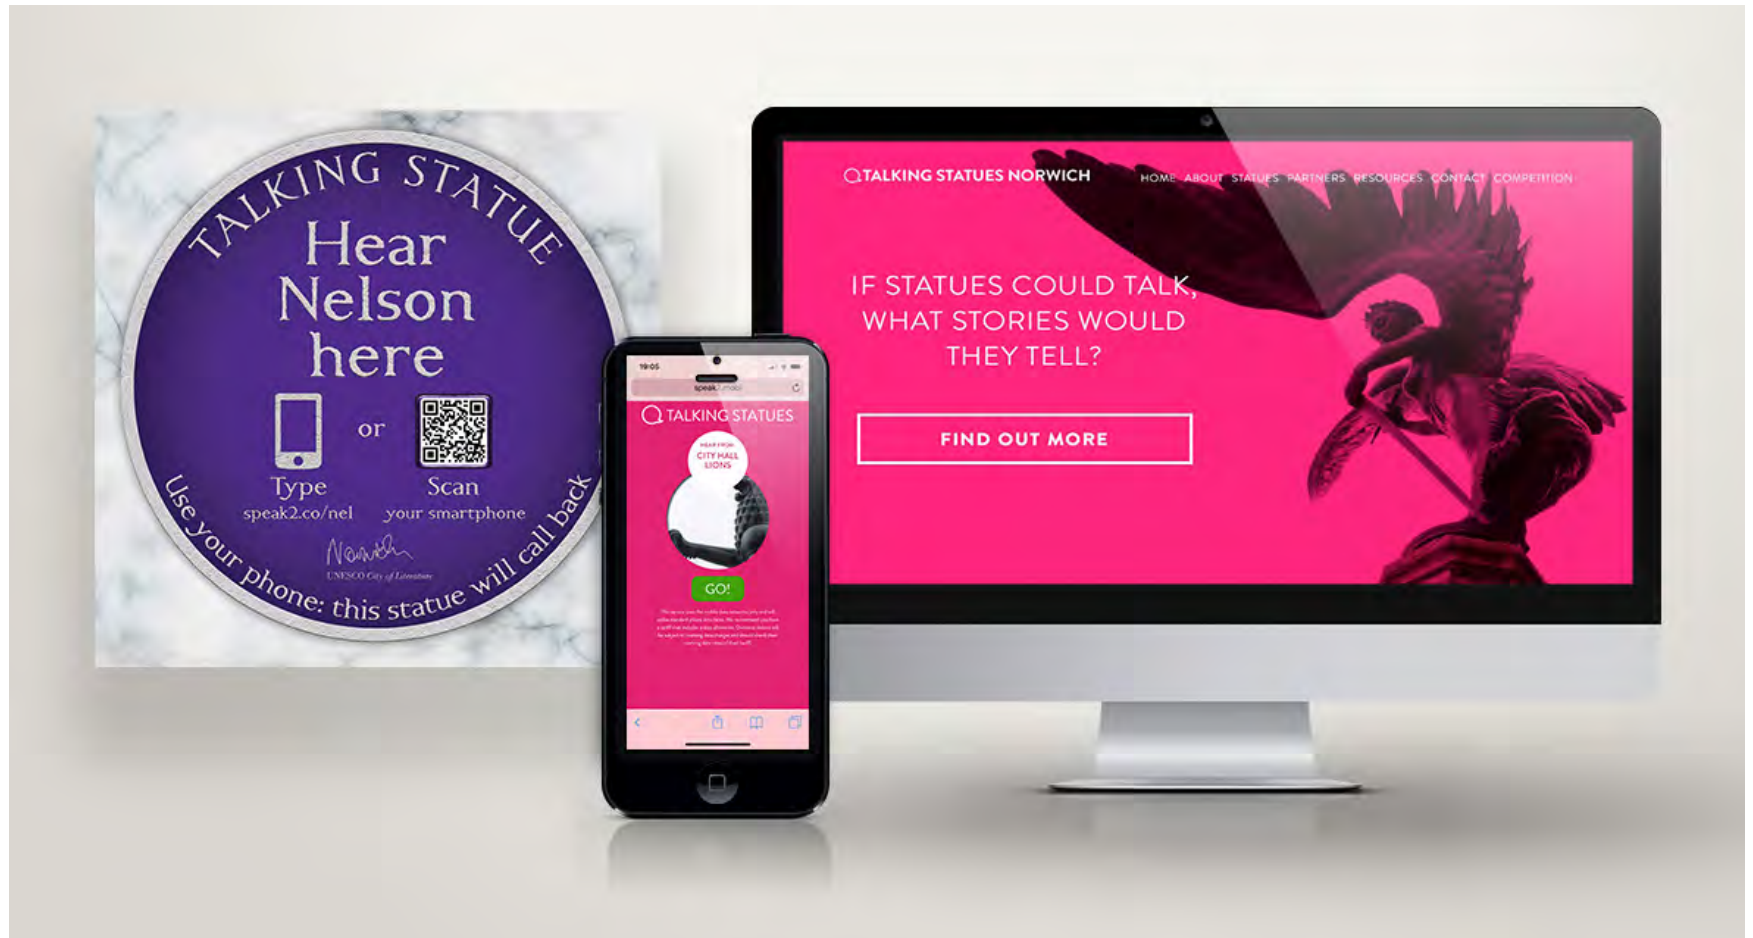 TALKING STATUE
Hear
Nelson
here
or
Type
Scan
speak2.co/nel
your smartphone
Norwich
UNESCO City of Literature
Use your phone: this statue will call back
19:05
TALKING STATUES
HEAR FROM
CITY HALL
LIONS
GO!
TALKING STATUES NORWICH
HOME ABOUT STATUES PARTNERS RESOURCES CONTACT COMPETITION
IF STATUES COULD TALK,
WHAT STORIES WOULD
THEY TELL?
FIND OUT MORE